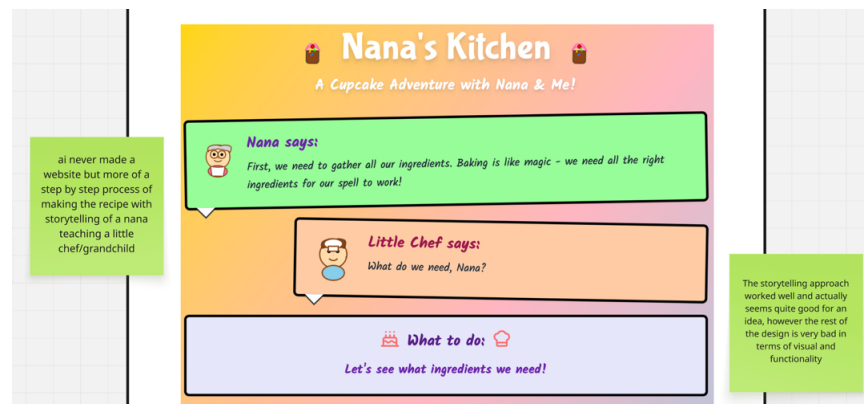 Nana's Kitchen
A Cupcake Adventure with Nana & Me!
ai never made a
website but more of a
step by step process of
making the recipe with
storytelling of a nana
teaching a little
chef/grandchild
Nana says:
First, we need to gather all our ingredients. Baking is like magic - we need all the right
ingredients for our spell to work!
Little Chef says:
What do we need, Nana?
The storytelling approach
worked well and actually
seems quite good for an
idea, however the rest of
the design is very bad in
terms of visual and
functionality
What to do:
Let's see what ingredients we need!